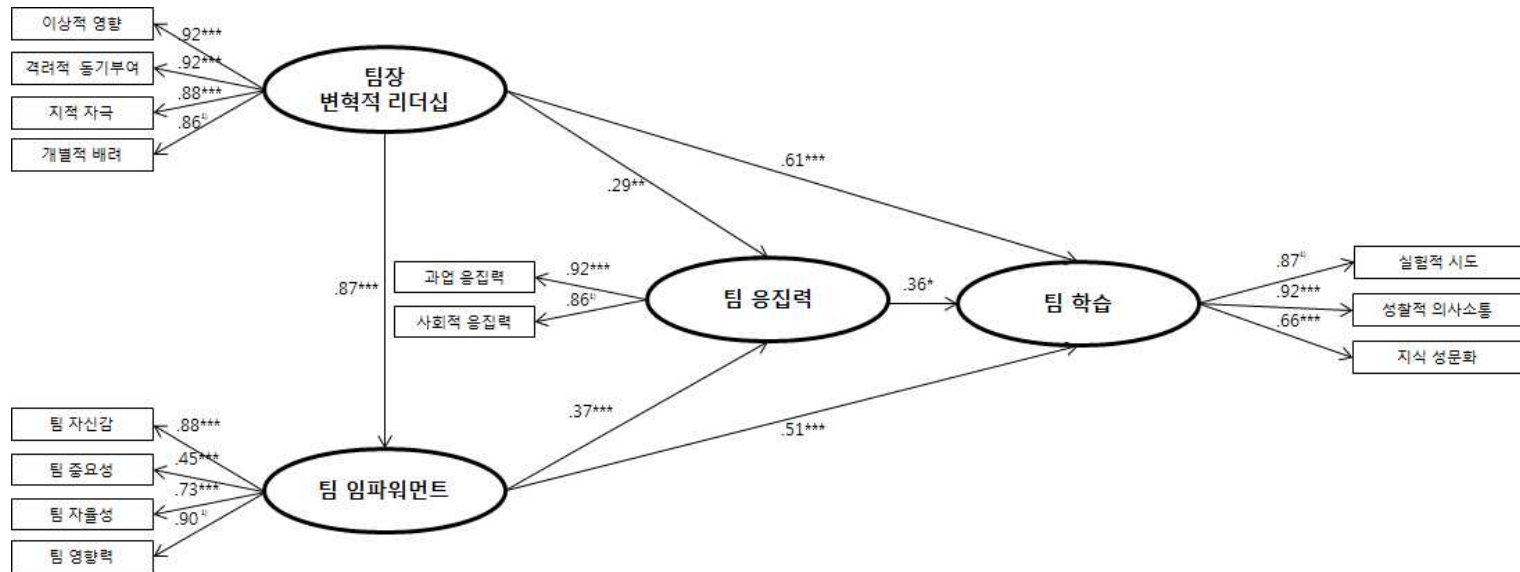 이상적 영향
격려적 동기부여
지적 자극
개별적 배려
.92***
.92***
.88***
.86¹⁾
팀장
변혁적 리더십
.61***
.29**
.87***
과업 응집력
사회적 응집력
.92***
.86¹⁾
팀 응집력
.36*
팀 학습
.87¹⁾
.92***
.66***
실험적 시도
성찰적 의사소통
지식 성문화
.37***
.51***
팀 자신감
팀 중요성
팀 자율성
팀 영향력
.88***
.45***
.73***
.90¹⁾
팀 임파워먼트